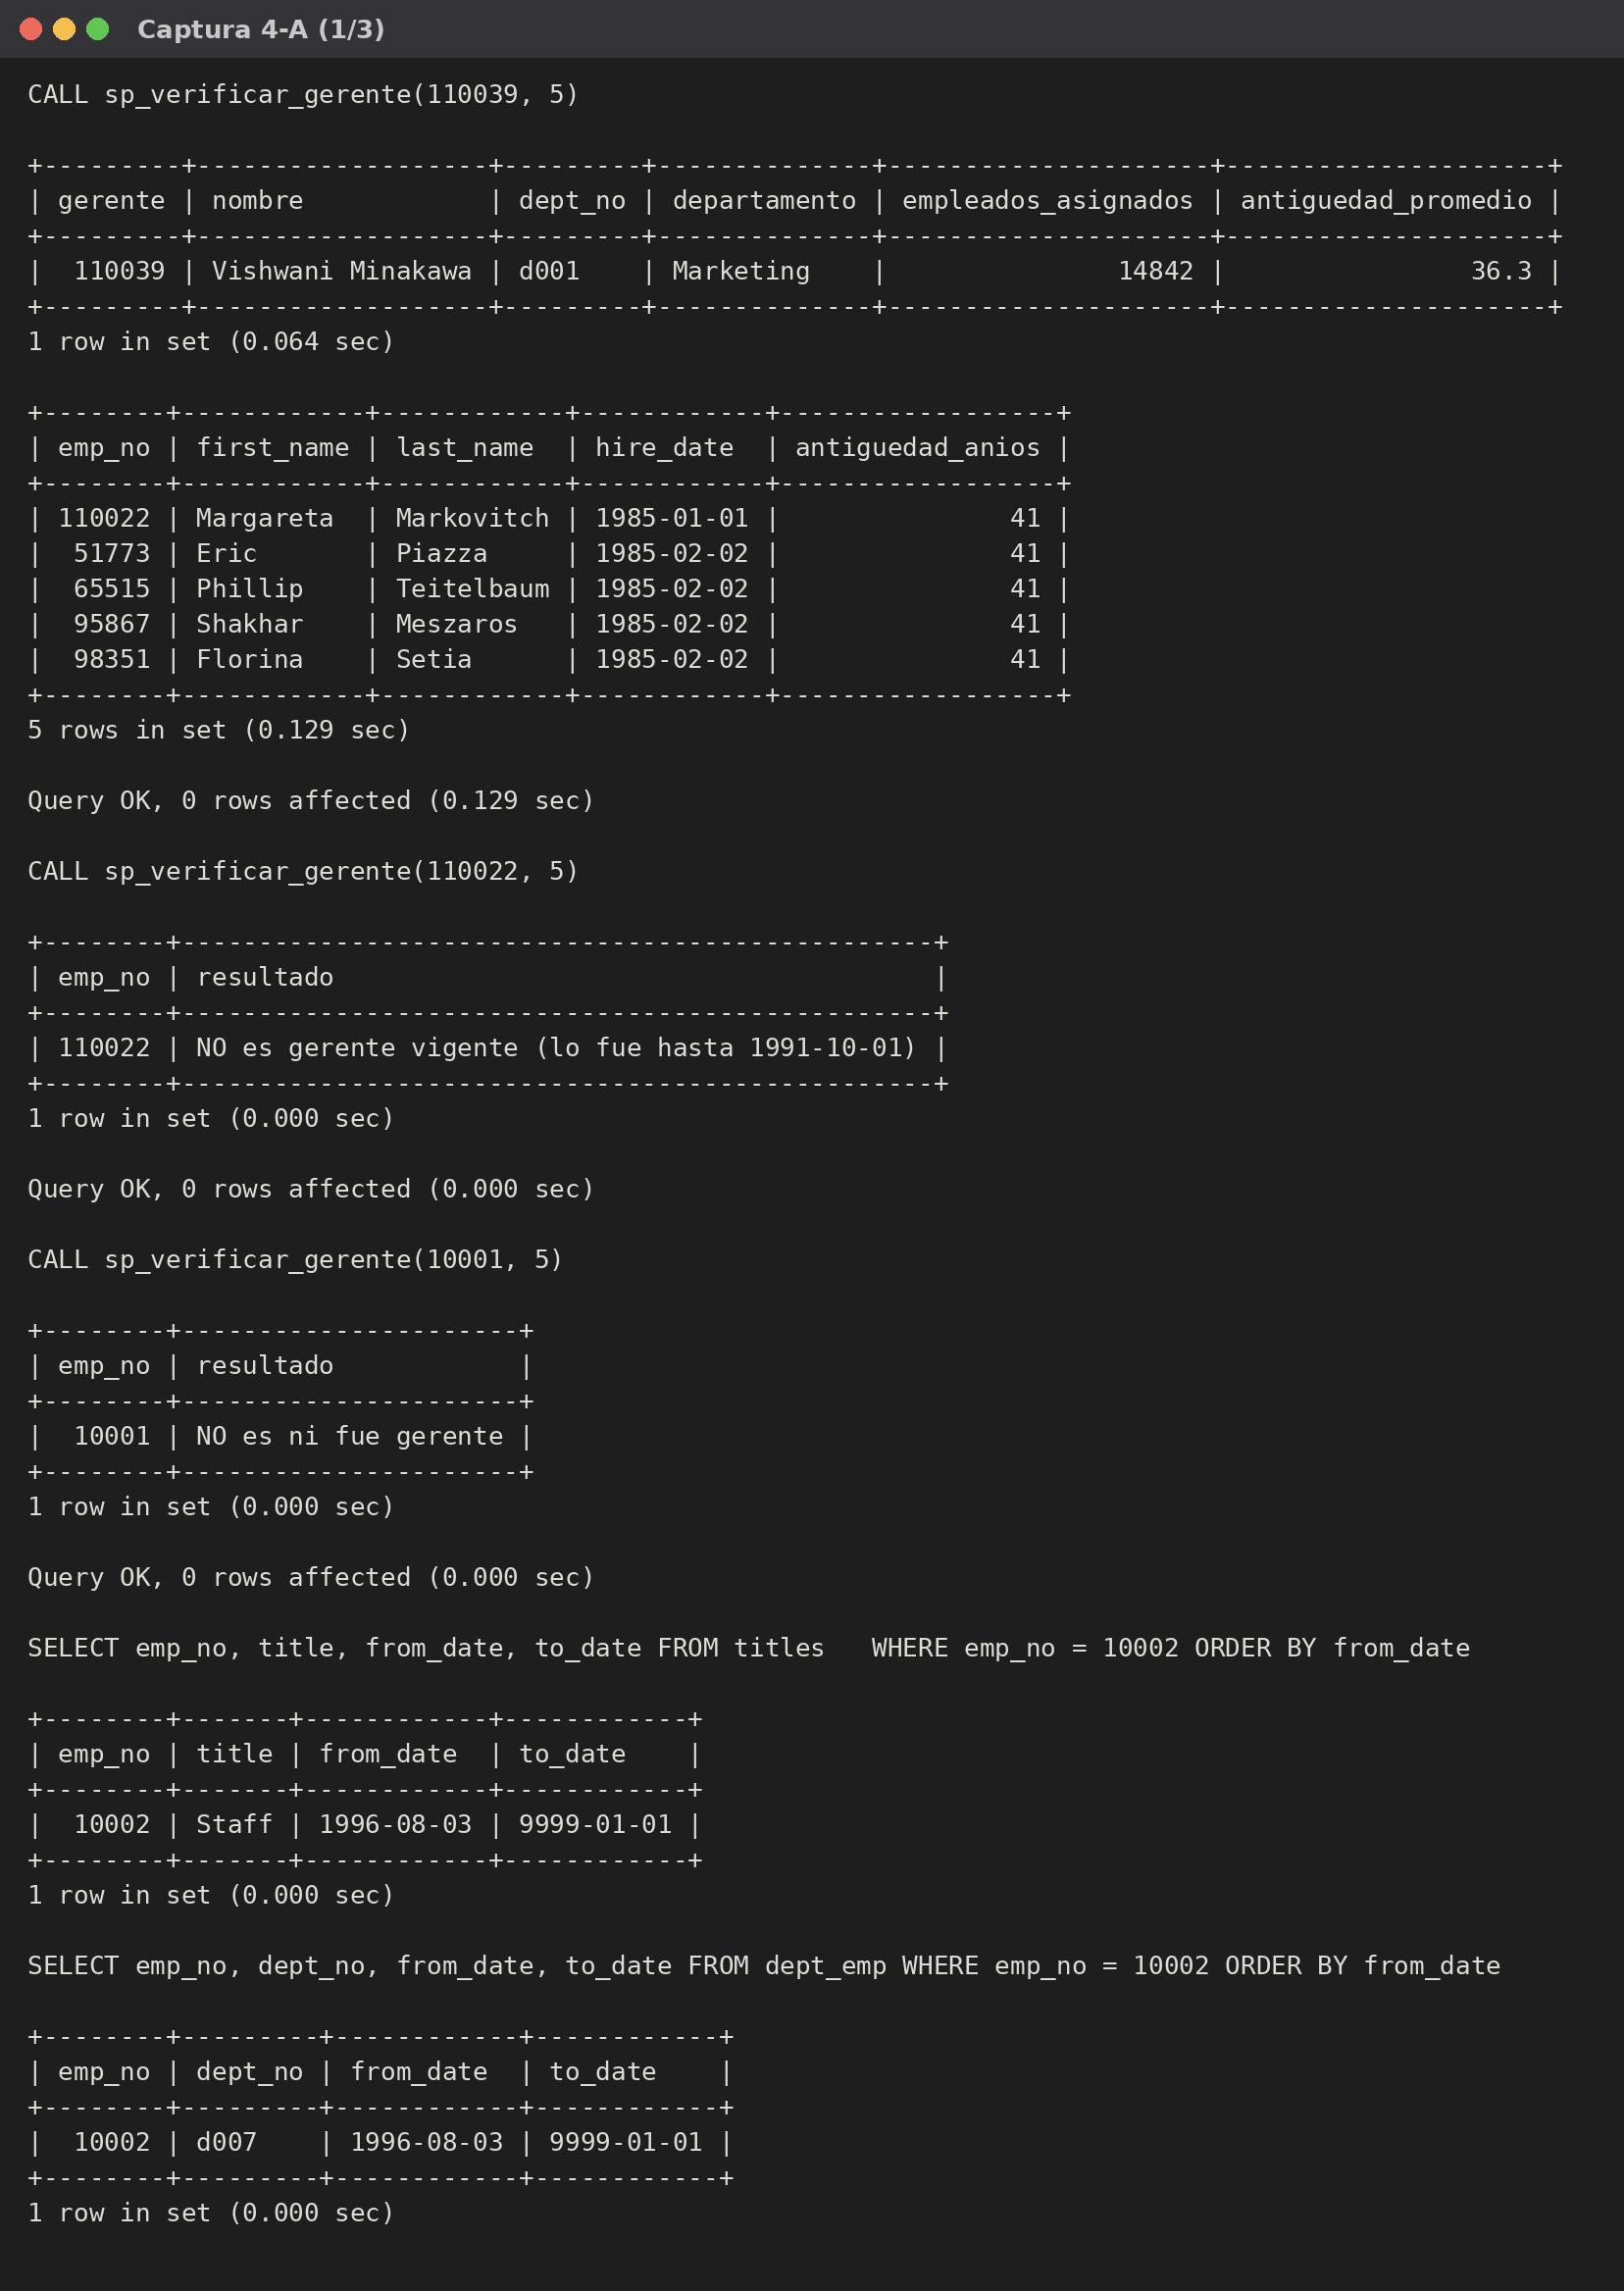 Captura 4-A (1/3)
CALL sp_verificar_gerente(110039, 5)
+---------+-------------------+---------+--------------+---------------------+---------------------+
| gerente | nombre            | dept_no | departamento | empleados_asignados | antiguedad_promedio |
+---------+-------------------+---------+--------------+---------------------+---------------------+
|  110039 | Vishwani Minakawa | d001    | Marketing    |               14842 |                36.3 |
+---------+-------------------+---------+--------------+---------------------+---------------------+
1 row in set (0.064 sec)
+--------+------------+------------+------------+------------------+
| emp_no | first_name | last_name  | hire_date  | antiguedad_anios |
+--------+------------+------------+------------+------------------+
| 110022 | Margareta  | Markovitch | 1985-01-01 |               41 |
|  51773 | Eric       | Piazza     | 1985-02-02 |               41 |
|  65515 | Phillip    | Teitelbaum | 1985-02-02 |               41 |
|  95867 | Shakhar    | Meszaros   | 1985-02-02 |               41 |
|  98351 | Florina    | Setia      | 1985-02-02 |               41 |
+--------+------------+------------+------------+------------------+
5 rows in set (0.129 sec)
Query OK, 0 rows affected (0.129 sec)
CALL sp_verificar_gerente(110022, 5)
+--------+-------------------------------------------------+
| emp_no | resultado                                       |
+--------+-------------------------------------------------+
| 110022 | NO es gerente vigente (lo fue hasta 1991-10-01) |
+--------+-------------------------------------------------+
1 row in set (0.000 sec)
Query OK, 0 rows affected (0.000 sec)
CALL sp_verificar_gerente(10001, 5)
+--------+----------------------+
| emp_no | resultado            |
+--------+----------------------+
|  10001 | NO es ni fue gerente |
+--------+----------------------+
1 row in set (0.000 sec)
Query OK, 0 rows affected (0.000 sec)
SELECT emp_no, title, from_date, to_date FROM titles   WHERE emp_no = 10002 ORDER BY from_date
+--------+-------+------------+------------+
| emp_no | title | from_date  | to_date    |
+--------+-------+------------+------------+
|  10002 | Staff | 1996-08-03 | 9999-01-01 |
+--------+-------+------------+------------+
1 row in set (0.000 sec)
SELECT emp_no, dept_no, from_date, to_date FROM dept_emp WHERE emp_no = 10002 ORDER BY from_date
+--------+---------+------------+------------+
| emp_no | dept_no | from_date  | to_date    |
+--------+---------+------------+------------+
|  10002 | d007    | 1996-08-03 | 9999-01-01 |
+--------+---------+------------+------------+
1 row in set (0.000 sec)